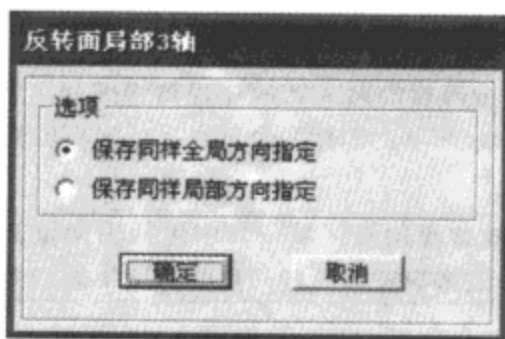 反转面局部3轴
选项
保存同样全局方向指定
保存同样局部方向指定
确定
取消